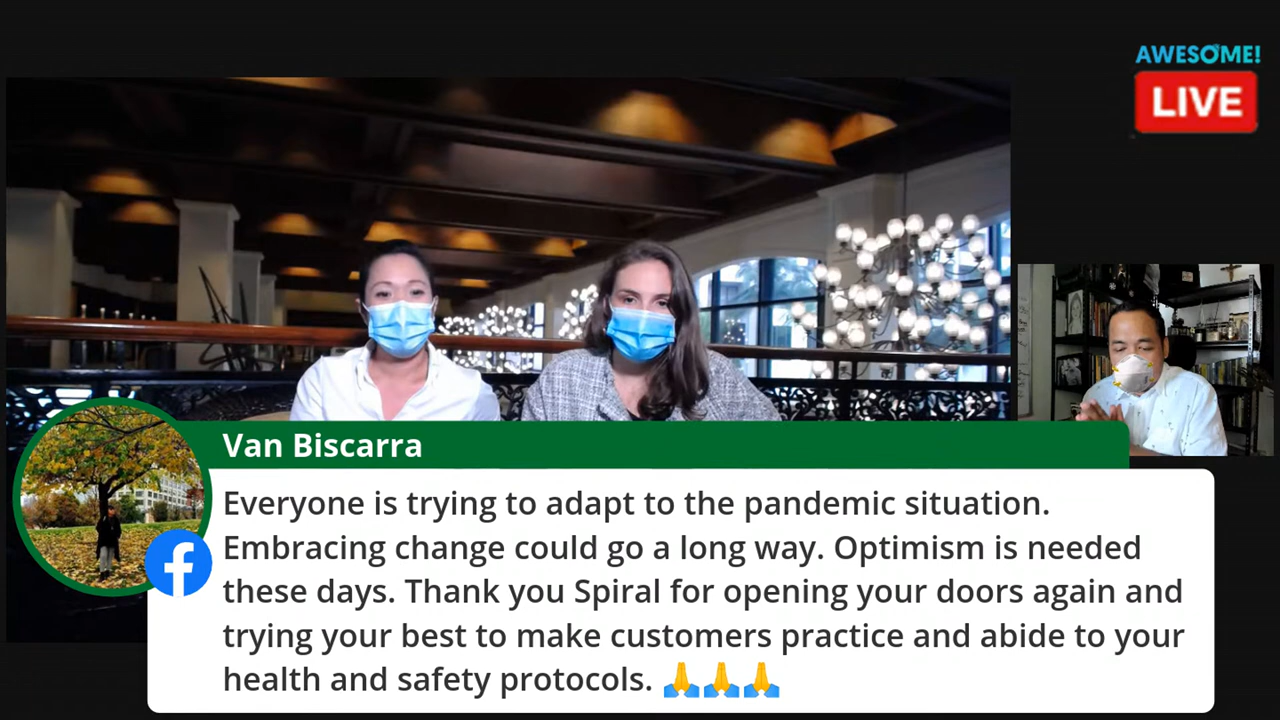 AWESOME!
LIVE
Van Biscarra
Everyone is trying to adapt to the pandemic situation.
Embracing change could go a long way. Optimism is needed
these days. Thank you Spiral for opening your doors again and
trying your best to make customers practice and abide to your
health and safety protocols. 🙏🙏🙏